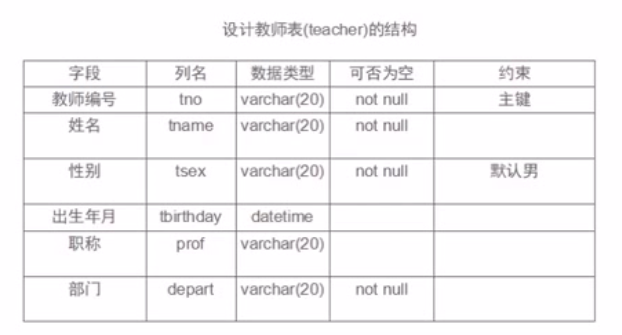 设计教师表(teacher)的结构
字段 列名 数据类型 可否为空 约束
教师编号 tno varchar(20) not null 主键
姓名 tname varchar(20) not null
性别 tsex varchar(20) not null 默认男
出生年月 tbirthday datetime
职称 prof varchar(20)
部门 depart varchar(20) not null